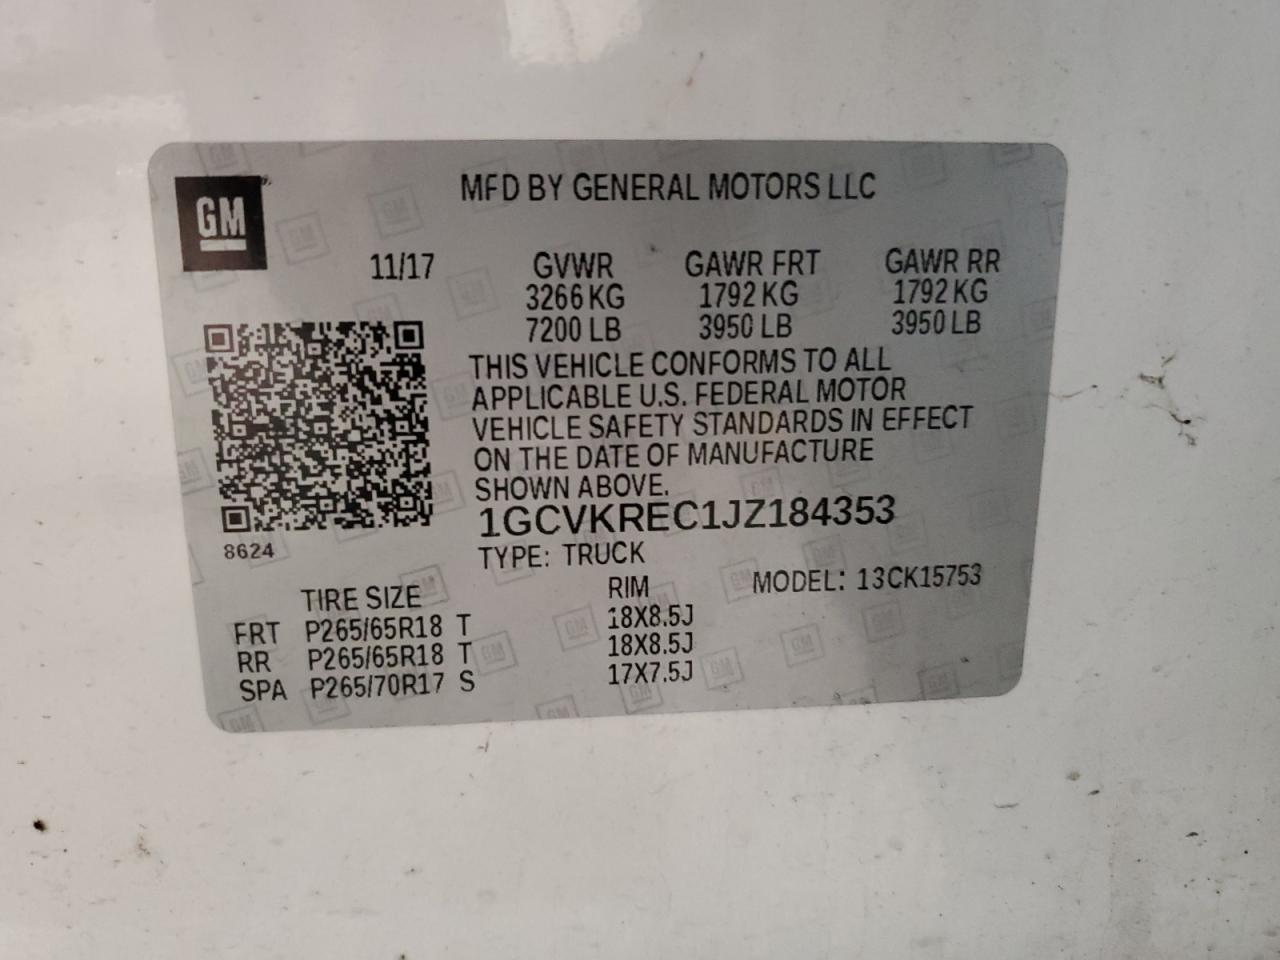 MFD BY GENERAL MOTORS LLC
GM
11/17 GVWR GAWR FRT GAWR RR
3266 KG 1792 KG 1792 KG
7200 LB 3950 LB 3950 LB
THIS VEHICLE CONFORMS TO ALL
APPLICABLE U.S. FEDERAL MOTOR
VEHICLE SAFETY STANDARDS IN EFFECT
ON THE DATE OF MANUFACTURE
SHOWN ABOVE.
1GCVKREC1JZ184353
8624
TYPE: TRUCK
TIRE SIZE RIM MODEL: 13CK15753
FRT P265/65R18 T 18X8.5J
RR P265/65R18 T 18X8.5J
SPA P265/70R17 S 17X7.5J